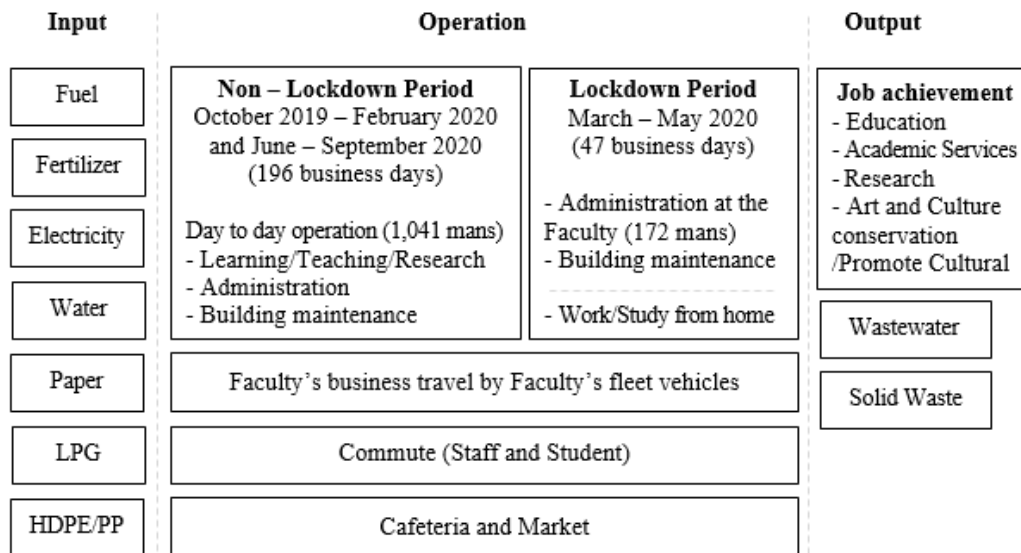 Input
Operation
Output
Fuel
Fertilizer
Electricity
Water
Paper
LPG
HDPE/PP
Non – Lockdown Period
October 2019 – February 2020
and June – September 2020
(196 business days)
Day to day operation (1,041 mans)
- Learning/Teaching/Research
- Administration
- Building maintenance
Lockdown Period
March – May 2020
(47 business days)
- Administration at the
Faculty (172 mans)
- Building maintenance
- Work/Study from home
Faculty's business travel by Faculty's fleet vehicles
Commute (Staff and Student)
Cafeteria and Market
Job achievement
- Education
- Academic Services
- Research
- Art and Culture
conservation
/Promote Cultural
Wastewater
Solid Waste